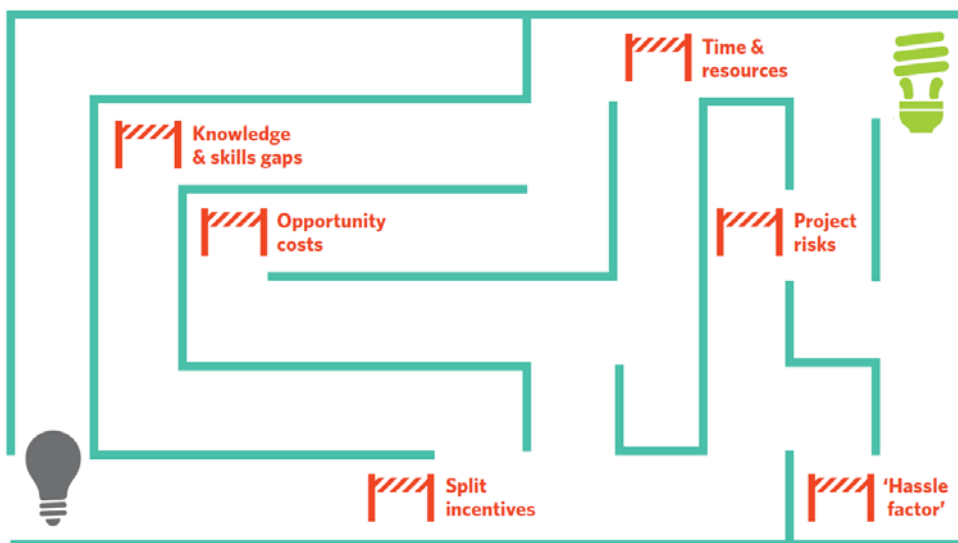 Time &
resources
Knowledge
& skills gaps
Opportunity
costs
Project
risks
Split
incentives
‘Hassle
factor’